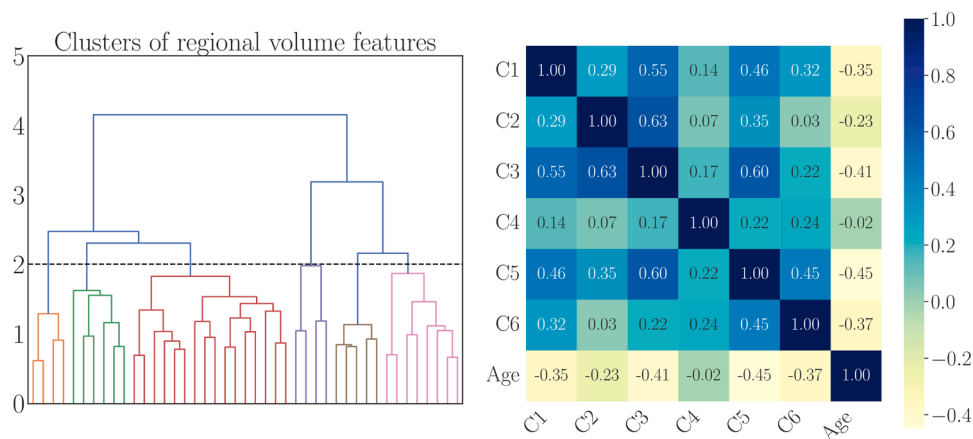 Clusters of regional volume features
5
4
3
2
1
0
C1 1.00 0.29 0.55 0.14 0.46 0.32 -0.35
C2 0.29 1.00 0.63 0.07 0.35 0.03 -0.23
C3 0.55 0.63 1.00 0.17 0.60 0.22 -0.41
C4 0.14 0.07 0.17 1.00 0.22 0.24 -0.02
C5 0.46 0.35 0.60 0.22 1.00 0.45 -0.45
C6 0.32 0.03 0.22 0.24 0.45 1.00 -0.37
Age -0.35 -0.23 -0.41 -0.02 -0.45 -0.37 1.00
C1 C2 C3 C4 C5 C6 Age
1.0
0.8
0.6
0.4
0.2
0.0
−0.2
−0.4